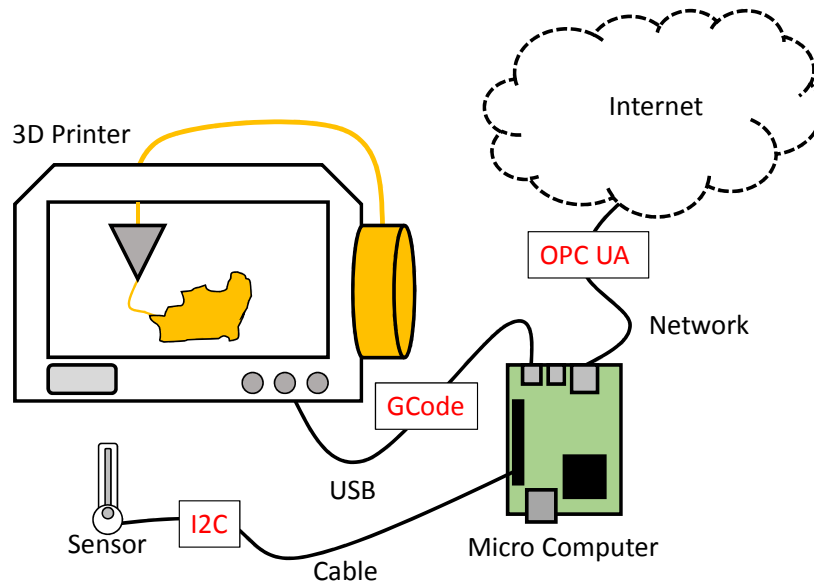 Internet
3D Printer
OPC UA
Network
GCode
USB
I2C
Sensor
Micro Computer
Cable